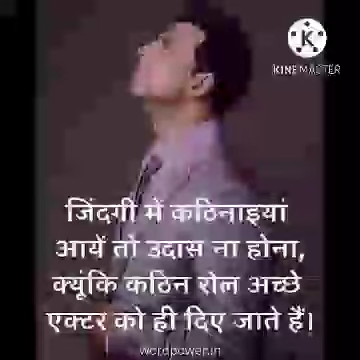 K
KINEMASTER
जिंदगी में कठिनाइयां
आयें तो उदास ना होना,
क्यूंकि कठिन रोल अच्छे
एक्टर को ही दिए जाते हैं।
wordpower.in